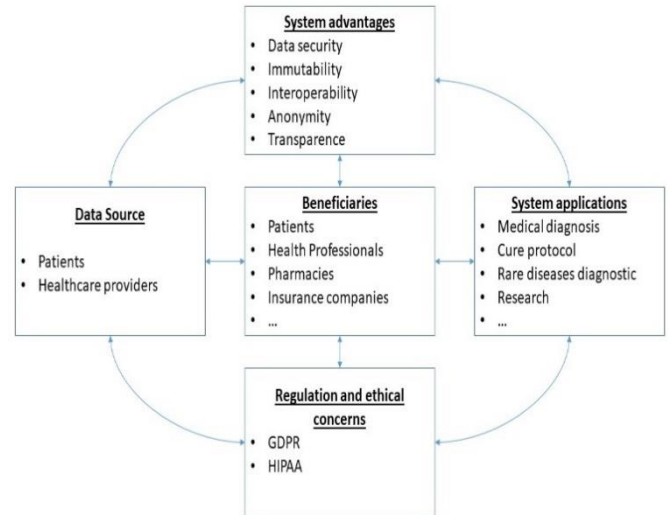 System advantages
• Data security
• Immutability
• Interoperability
• Anonymity
• Transparence
Data Source
• Patients
• Healthcare providers
Beneficiaries
• Patients
• Health Professionals
• Pharmacies
• Insurance companies
• ...
System applications
• Medical diagnosis
• Cure protocol
• Rare diseases diagnostic
• Research
• ...
Regulation and ethical
concerns
• GDPR
• HIPAA